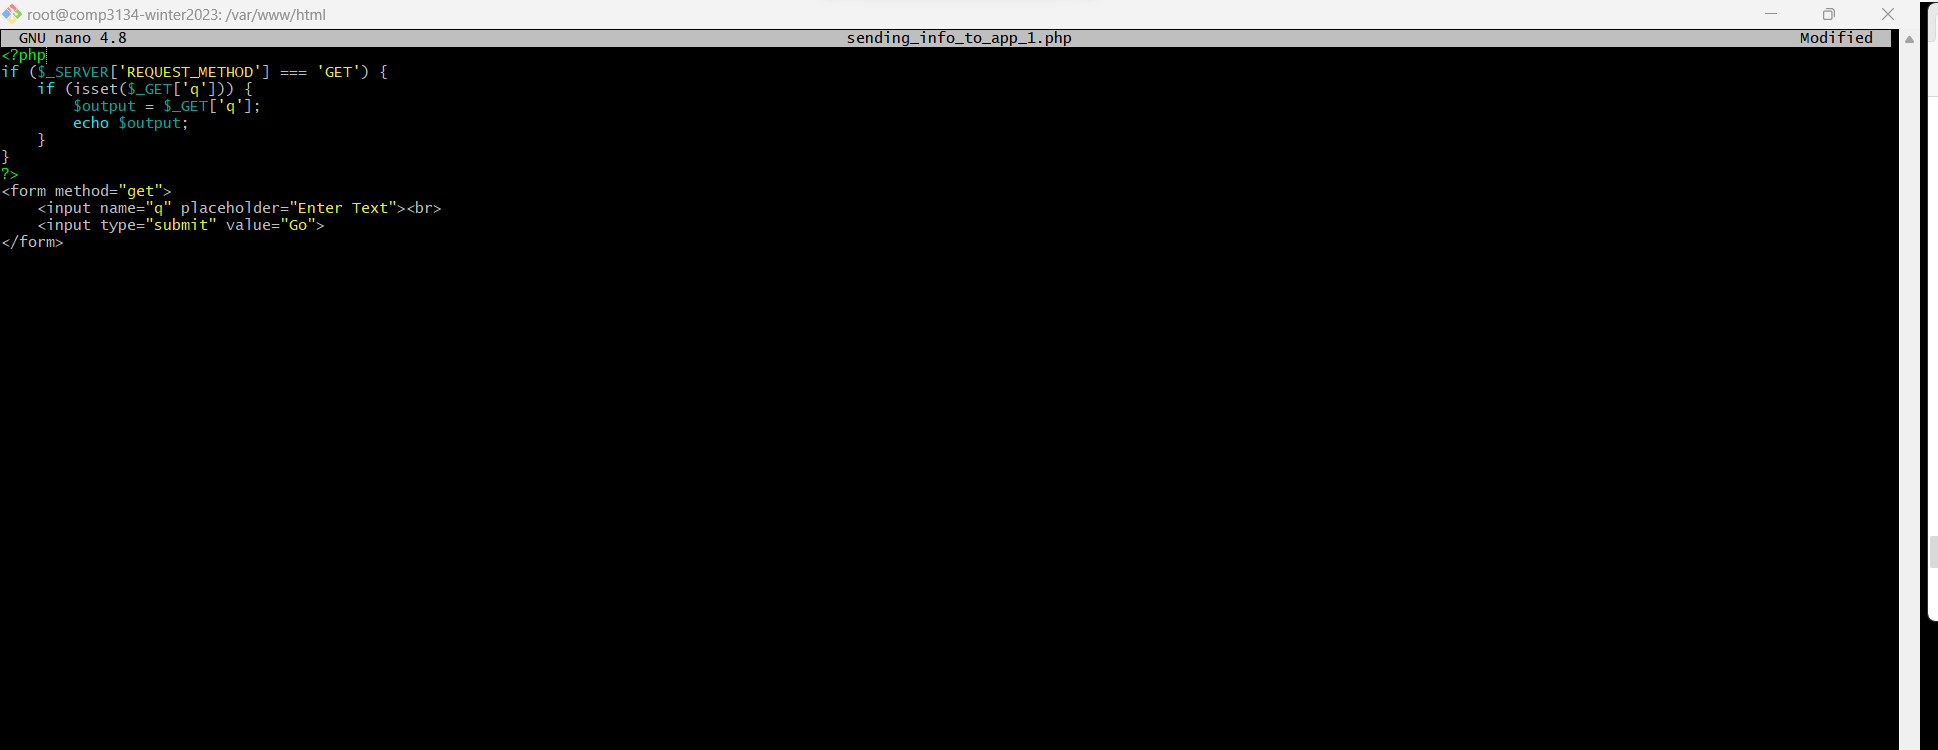 root@comp3134-winter2023: /var/www/html
GNU nano 4.8 sending_info_to_app_1.php Modified
<?php
if ($_SERVER['REQUEST_METHOD'] === 'GET') {
    if (isset($_GET['q'])) {
        $output = $_GET['q'];
        echo $output;
    }
}
?>
<form method="get">
    <input name="q" placeholder="Enter Text"><br>
    <input type="submit" value="Go">
</form>